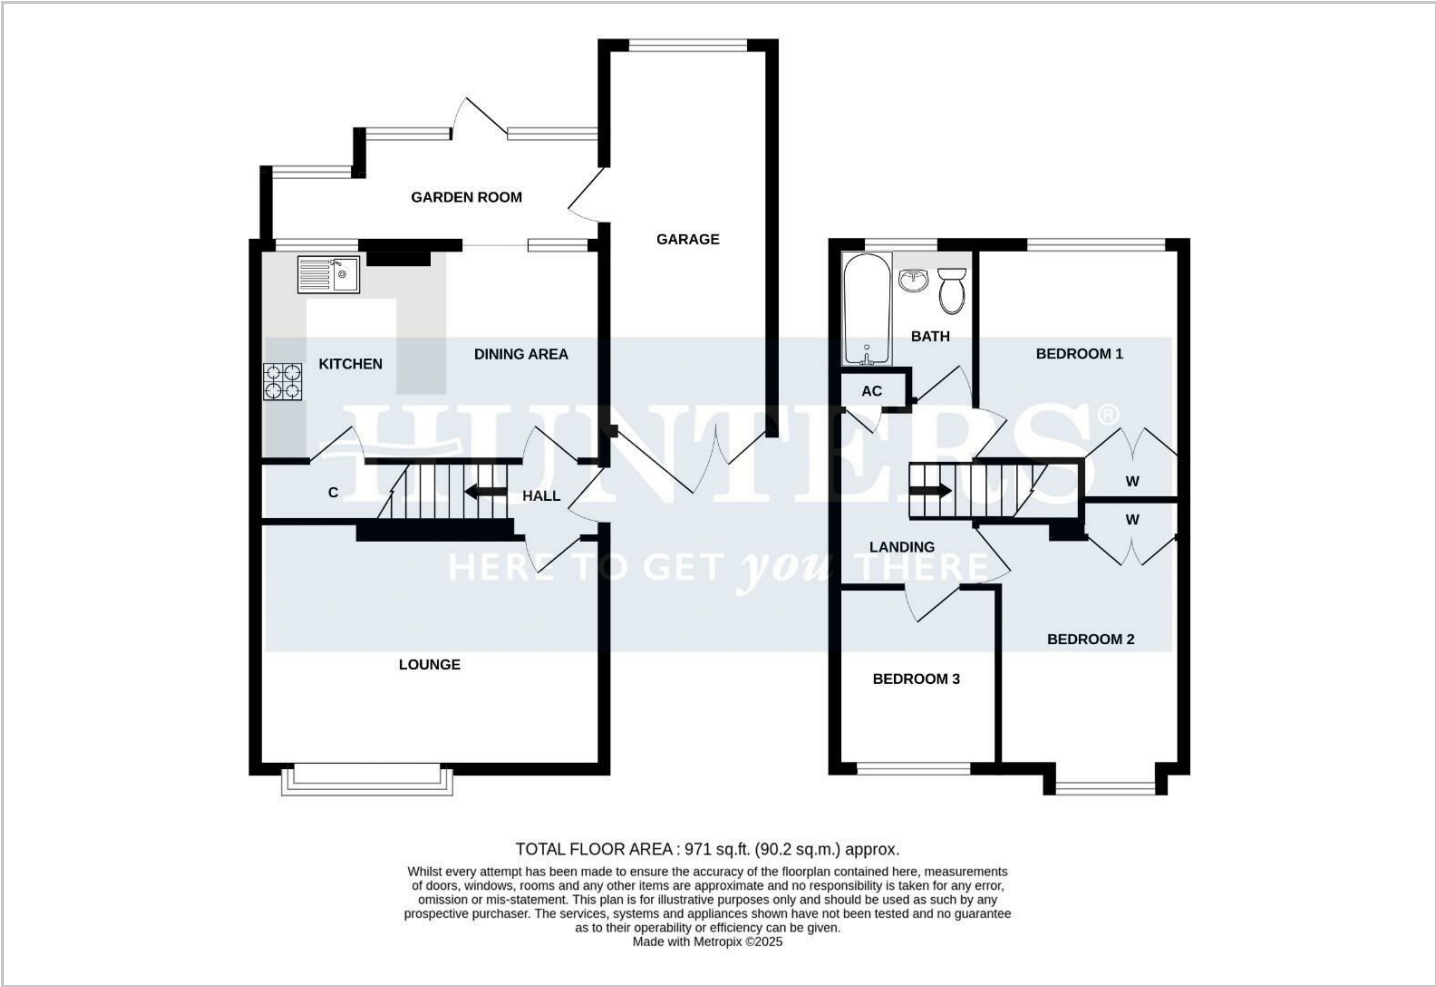 GARDEN ROOM
GARAGE
KITCHEN
DINING AREA
C
HALL
LOUNGE
BATH
BEDROOM 1
AC
W
W
LANDING
BEDROOM 2
BEDROOM 3
HUNTERS®
HERE TO GET you THERE
TOTAL FLOOR AREA : 971 sq.ft. (90.2 sq.m.) approx.
Whilst every attempt has been made to ensure the accuracy of the floorplan contained here, measurements
of doors, windows, rooms and any other items are approximate and no responsibility is taken for any error,
omission or mis-statement. This plan is for illustrative purposes only and should be used as such by any
prospective purchaser. The services, systems and appliances shown have not been tested and no guarantee
as to their operability or efficiency can be given.
Made with Metropix ©2025